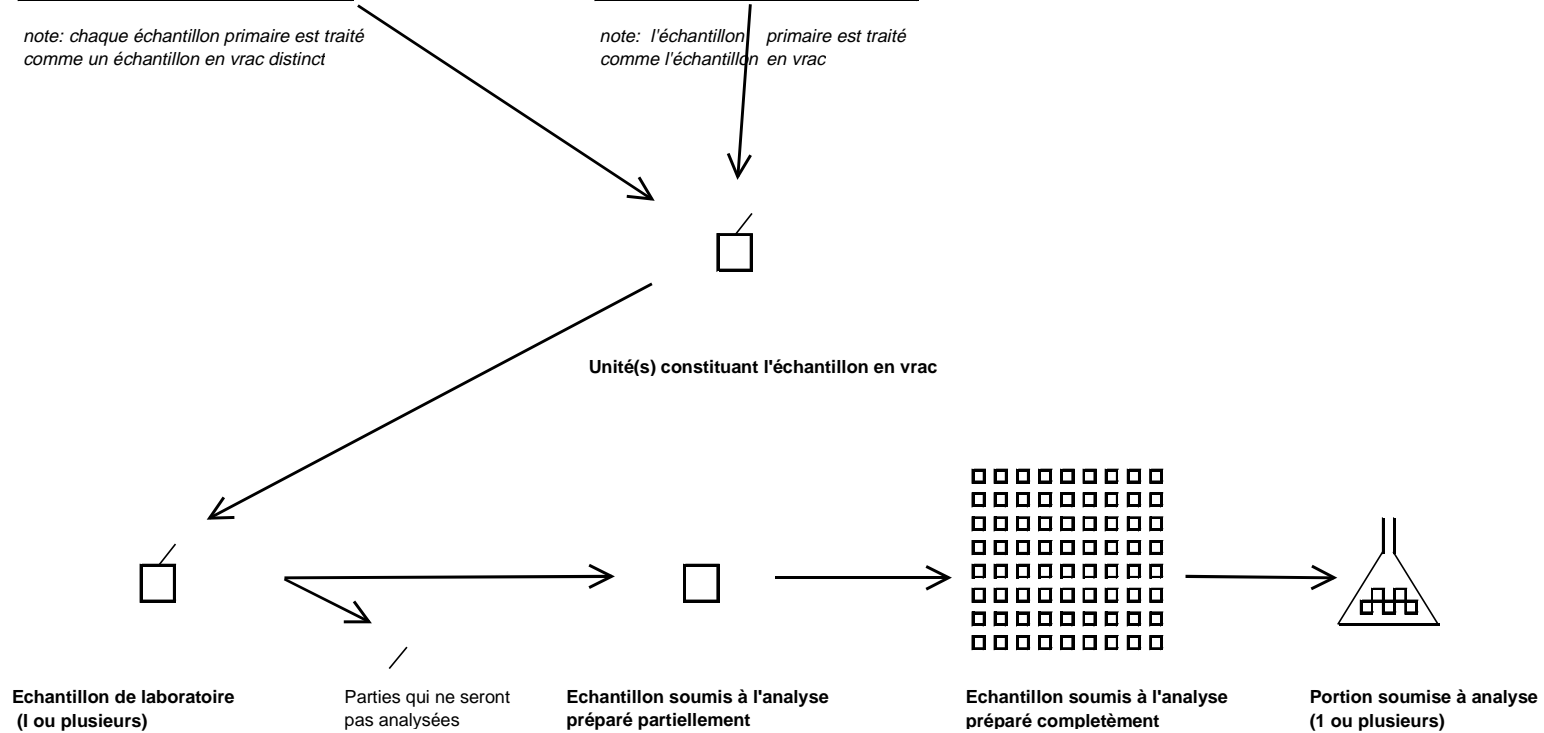 note: chaque échantillon primaire est traité
comme un échantillon en vrac distinct
note: l'échantillon primaire est traité
comme l'échantillon en vrac
Unité(s) constituant l'échantillon en vrac
Echantillon de laboratoire
(I ou plusieurs)
Parties qui ne seront
pas analysées
Echantillon soumis à l'analyse
préparé partiellement
Echantillon soumis à l'analyse
préparé completèment
Portion soumise à analyse
(1 ou plusieurs)